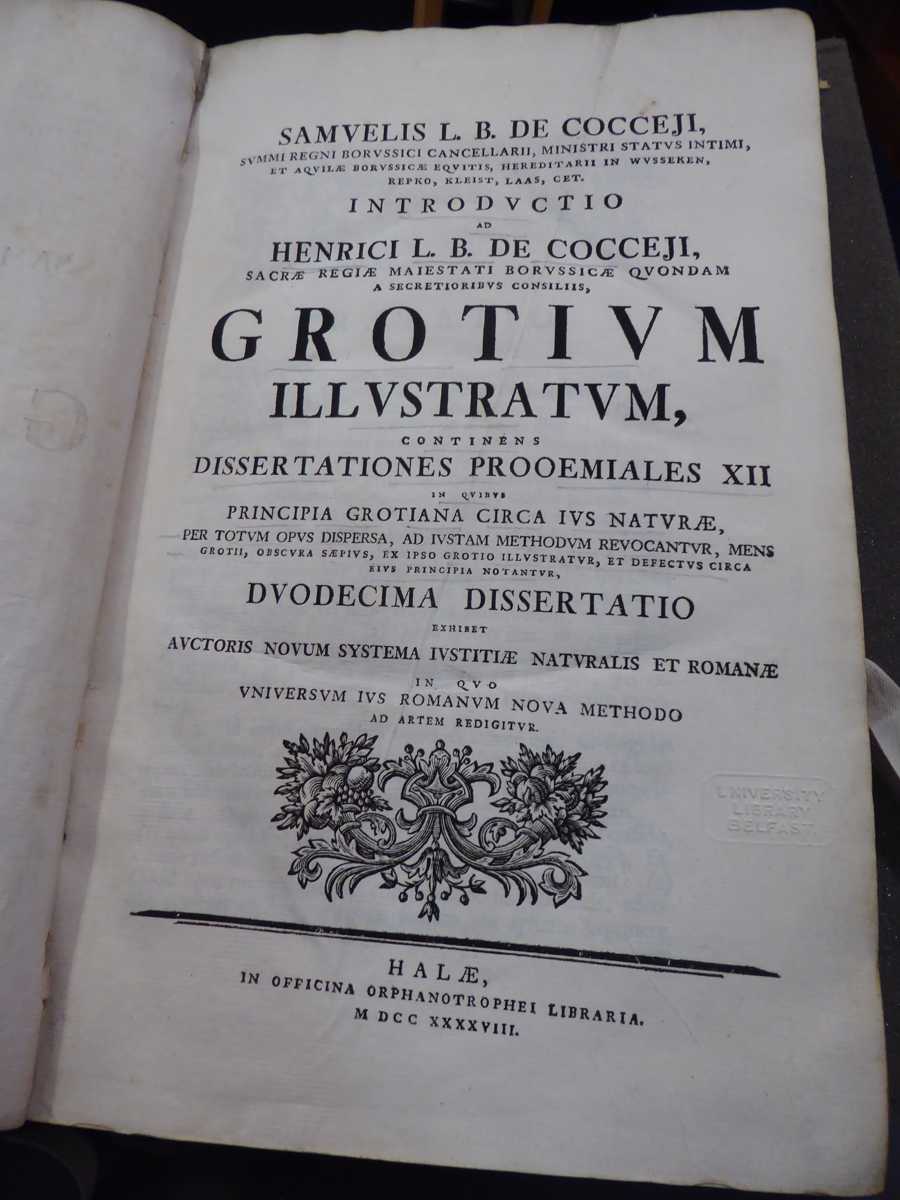 SAMVELIS L. B. DE COCCEJI,
SVMMI REGNI BORVSSICI CANCELLARII, MINISTRI STATVS INTIMI,
ET AQVILÆ BORVSSICÆ EQVITIS, HEREDITARII IN WVSSEKEN,
REPKO, KLEIST, LAAS, CET.
INTRODVCTIO
AD
HENRICI L. B. DE COCCEJI,
SACRÆ REGIÆ MAIESTATI BORVSSICÆ QVONDAM
A SECRETIORIBVS CONSILIIS,
GROTIVM
ILLVSTRATVM,
CONTINENS
DISSERTATIONES PROOEMIALES XII
IN QVIBVS
PRINCIPIA GROTIANA CIRCA IVS NATVRÆ,
PER TOTVM OPVS DISPERSA, AD IVSTAM METHODVM REVOCANTVR, MENS
GROTII, OBSCVRA SÆPIVS, EX IPSO GROTIO ILLVSTRATVR, ET DEFECTVS CIRCA
EIVS PRINCIPIA NOTANTVR,
DVODECIMA DISSERTATIO
EXHIBET
AVCTORIS NOVUM SYSTEMA IVSTITIÆ NATVRALIS ET ROMANÆ
IN QVO
VNIVERSVM IVS ROMANVM NOVA METHODO
AD ARTEM REDIGITVR.
UNIVERSITY
LIBRARY
BELFAST.
HALÆ,
IN OFFICINA ORPHANOTROPHEI LIBRARIA.
M DCC XXXXVIII.